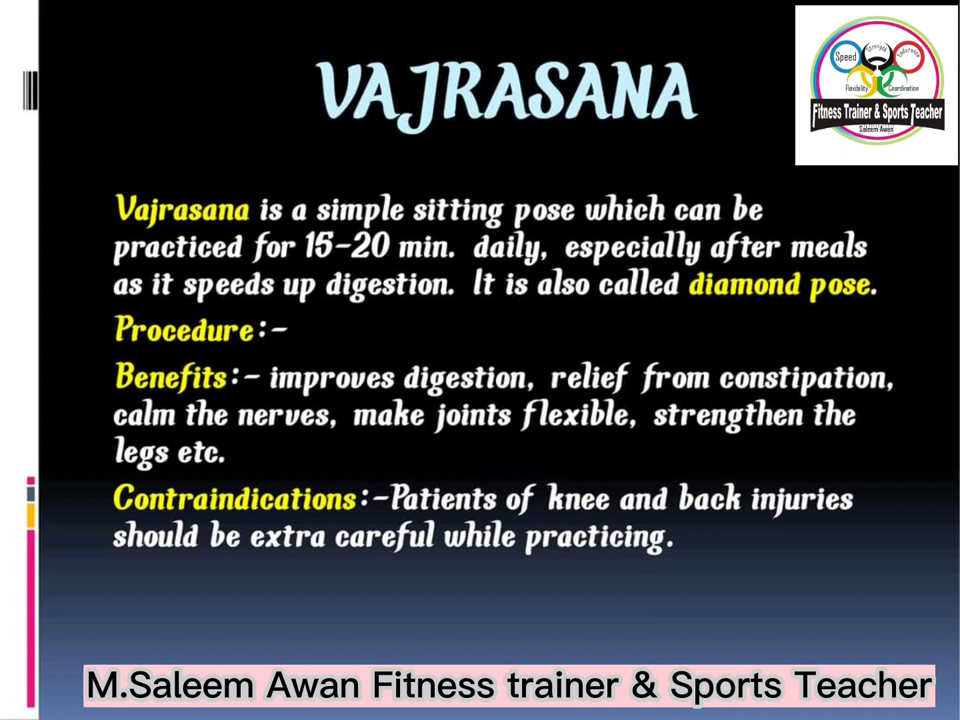 VAJRASANA
Speed
Strength
Endurance
Flexibility
Coordination
Fitness Trainer & Sports Teacher
Saleem Awan
Vajrasana is a simple sitting pose which can be
practiced for 15-20 min. daily, especially after meals
as it speeds up digestion. It is also called diamond pose.
Procedure:-
Benefits:- improves digestion, relief from constipation,
calm the nerves, make joints flexible, strengthen the
legs etc.
Contraindications:-Patients of knee and back injuries
should be extra careful while practicing.
M.Saleem Awan Fitness trainer & Sports Teacher